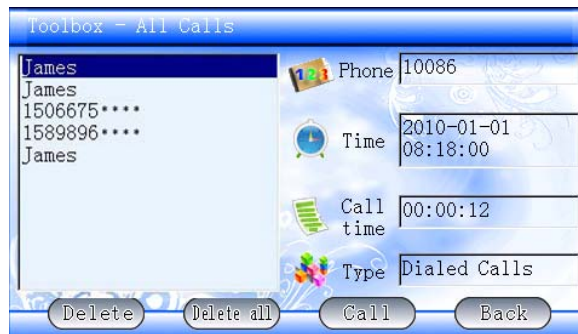 Toolbox - All Calls
James
James
1506675****
1589896****
James
123
Phone
10086
Time
2010-01-01
08:18:00
Call
time
00:00:12
Type
Dialed Calls
Delete
Delete all
Call
Back